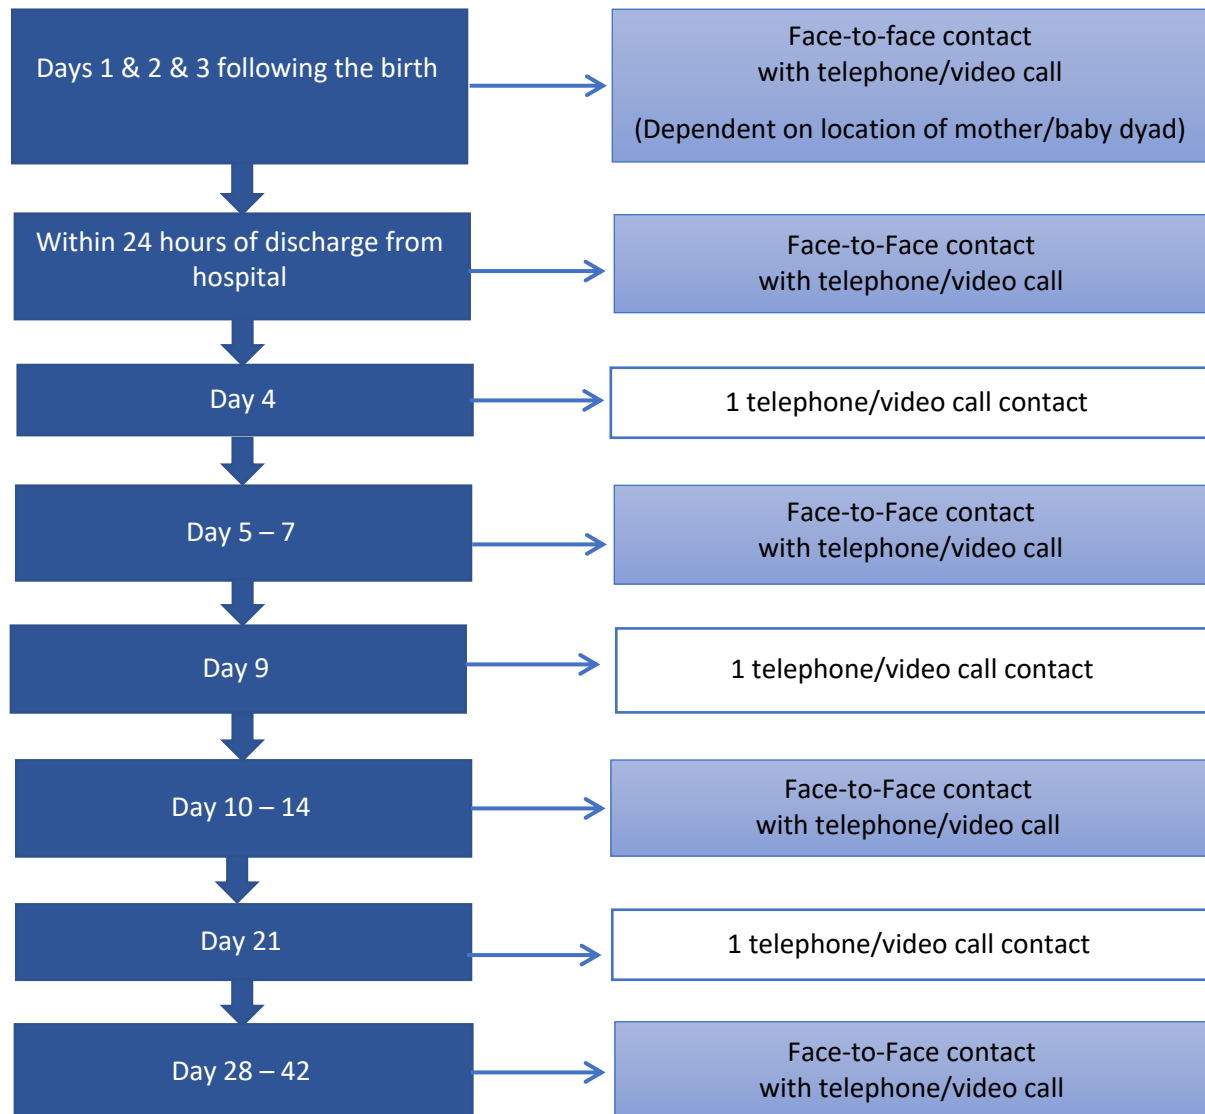 Days 1 & 2 & 3 following the birth
Face-to-face contact
with telephone/video call
(Dependent on location of mother/baby dyad)
Within 24 hours of discharge from
hospital
Face-to-Face contact
with telephone/video call
Day 4
1 telephone/video call contact
Day 5 – 7
Face-to-Face contact
with telephone/video call
Day 9
1 telephone/video call contact
Day 10 – 14
Face-to-Face contact
with telephone/video call
Day 21
1 telephone/video call contact
Day 28 – 42
Face-to-Face contact
with telephone/video call